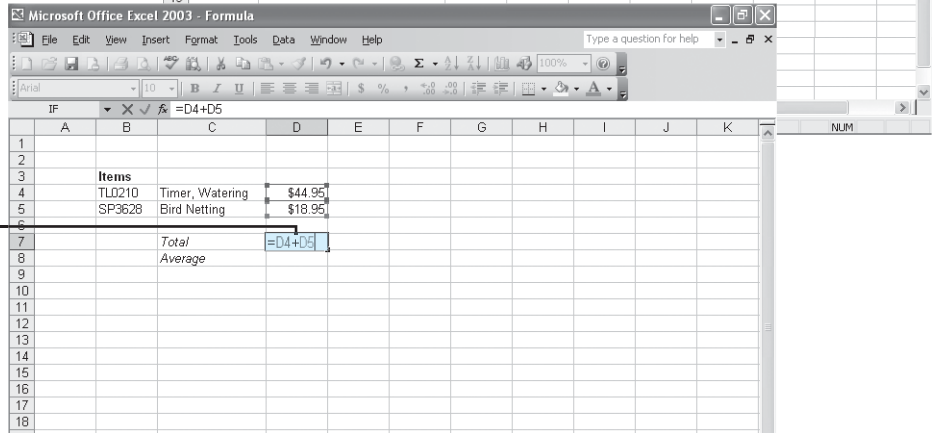 Microsoft Office Excel 2003 - Formula
File Edit View Insert Format Tools Data Window Help Type a question for help
100%
Arial 10 B I U $ % ,
IF fx =D4+D5
A B C D E F G H I J K
NUM
1
2
3 Items
4 TL0210 Timer, Watering $44.95
5 SP3628 Bird Netting $18.95
6
7 Total =D4+D5
8 Average
9
10
11
12
13
14
15
16
17
18